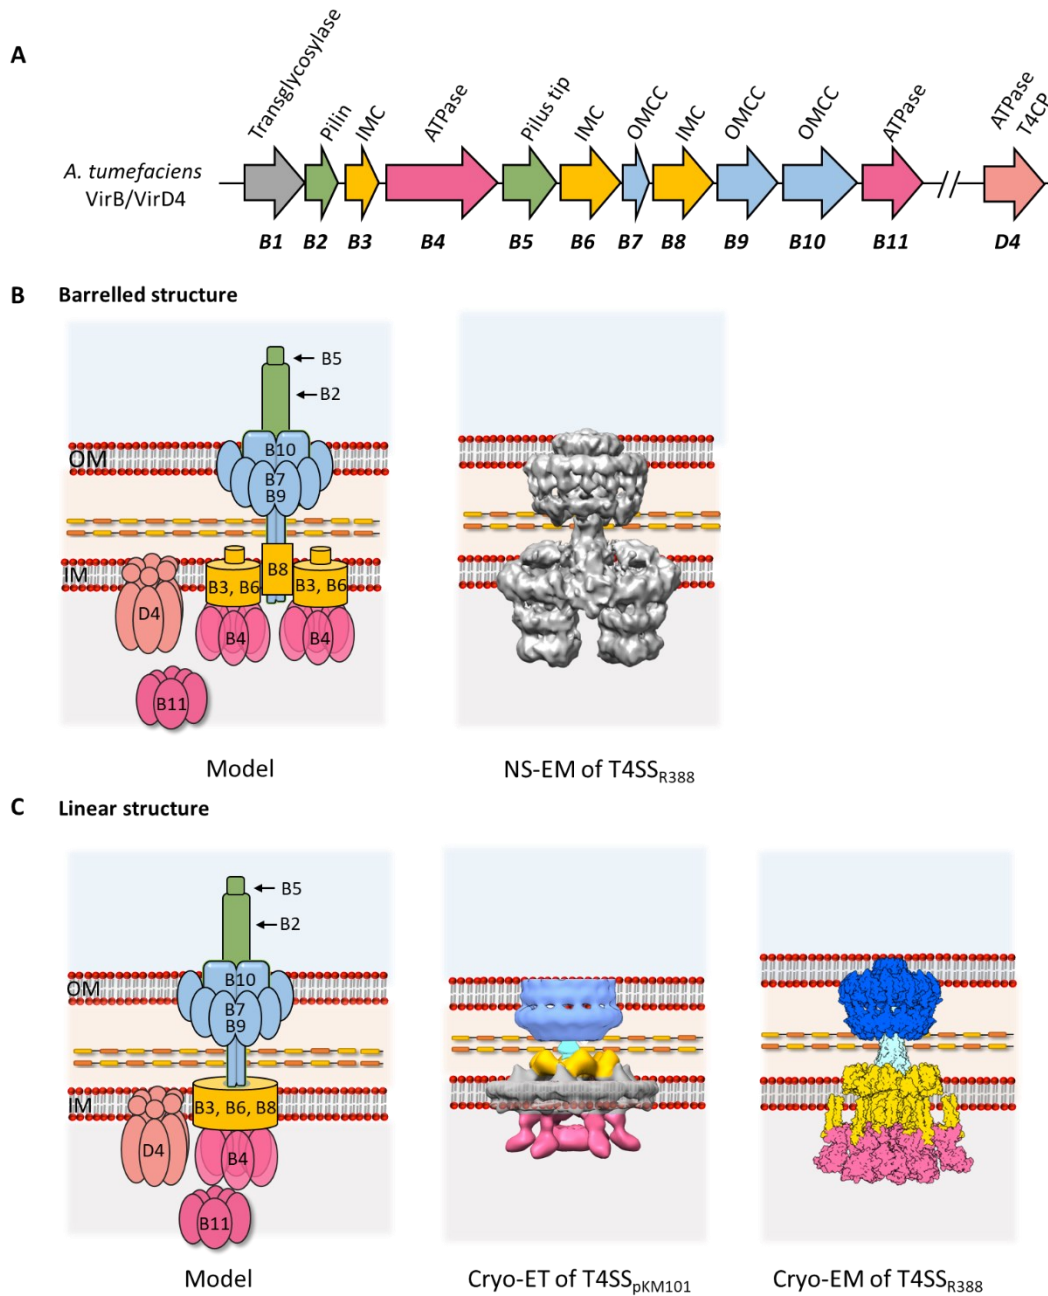 A
Transglycosylase
Pilin
IMC
ATPase
Pilus tip
IMC
OMCC
IMC
OMCC
OMCC
ATPase
ATPase
T4CP
A. tumefaciens
VirB/VirD4
B1 B2 B3 B4 B5 B6 B7 B8 B9 B10 B11 D4
B Barrelled structure
B5
B2
OM
B10
B7
B9
IM
B8
B3, B6
B3, B6
D4
B4
B4
B11
Model
NS-EM of T4SSR388
C Linear structure
B5
B2
OM
B10
B7
B9
IM
B3, B6, B8
D4
B4
B11
Model
Cryo-ET of T4SSpKM101
Cryo-EM of T4SSR388